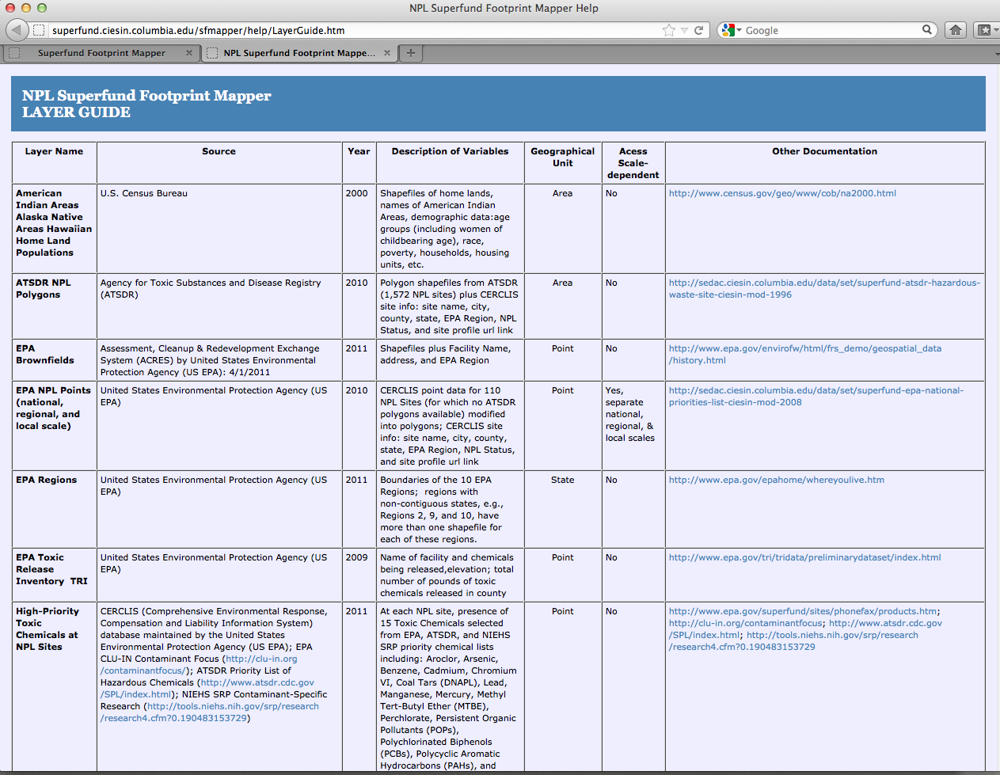 NPL Superfund Footprint Mapper Help
superfund.ciesin.columbia.edu/sfmapper/help/LayerGuide.htm
Google
Superfund Footprint Mapper
NPL Superfund Footprint Mappe...
NPL Superfund Footprint Mapper
LAYER GUIDE
Layer Name
Source
Year
Description of Variables
Geographical
Unit
Acess
Scale-
dependent
Other Documentation
American
Indian Areas
Alaska Native
Areas Hawaiian
Home Land
Populations
U.S. Census Bureau
2000
Shapefiles of home lands,
names of American Indian
Areas, demographic data:age
groups (including women of
childbearing age), race,
poverty, households, housing
units, etc.
Area
No
http://www.census.gov/geo/www/cob/na2000.html
ATSDR NPL
Polygons
Agency for Toxic Substances and Disease Registry
(ATSDR)
2010
Polygon shapefiles from ATSDR
(1,572 NPL sites) plus CERCLIS
site info: site name, city,
county, state, EPA Region, NPL
Status, and site profile url link
Area
No
http://sedac.ciesin.columbia.edu/data/set/superfund-atsdr-hazardous-
waste-site-ciesin-mod-1996
EPA
Brownfields
Assessment, Cleanup & Redevelopment Exchange
System (ACRES) by United States Environmental
Protection Agency (US EPA): 4/1/2011
2011
Shapefiles plus Facility Name,
address, and EPA Region
Point
No
http://www.epa.gov/envirofw/html/frs_demo/geospatial_data
/history.html
EPA NPL Points
(national,
regional, and
local scale)
United States Environmental Protection Agency (US
EPA)
2010
CERCLIS point data for 110
NPL Sites (for which no ATSDR
polygons available) modified
into polygons; CERCLIS site
info: site name, city, county,
state, EPA Region, NPL Status,
and site profile url link
Point
Yes,
separate
national,
regional, &
local scales
http://sedac.ciesin.columbia.edu/data/set/superfund-epa-national-
priorities-list-ciesin-mod-2008
EPA Regions
United States Environmental Protection Agency (US
EPA)
2011
Boundaries of the 10 EPA
Regions;  regions with
non-contiguous states, e.g.,
Regions 2, 9, and 10, have
more than one shapefile for
each of these regions.
State
No
http://www.epa.gov/epahome/whereyoulive.htm
EPA Toxic
Release
Inventory  TRI
United States Environmental Protection Agency (US
EPA)
2009
Name of facility and chemicals
being released,elevation; total
number of pounds of toxic
chemicals released in county
Point
No
http://www.epa.gov/tri/tridata/preliminarydataset/index.html
High-Priority
Toxic
Chemicals at
NPL Sites
CERCLIS (Comprehensive Environmental Response,
Compensation and Liability Information System)
database maintained by the United States
Environmental Protection Agency (US EPA); EPA
CLU-IN Contaminant Focus (http://clu-in.org
/contaminantfocus/); ATSDR Priority List of
Hazardous Chemicals (http://www.atsdr.cdc.gov
/SPL/index.html); NIEHS SRP Contaminant-Specific
Research (http://tools.niehs.nih.gov/srp/research
/research4.cfm?0.190483153729)
2011
At each NPL site, presence of
15 Toxic Chemicals selected
from EPA, ATSDR, and NIEHS
SRP priority chemical lists
including: Aroclor, Arsenic,
Benzene, Cadmium, Chromium
VI, Coal Tars (DNAPL), Lead,
Manganese, Mercury, Methyl
Tert-Butyl Ether (MTBE),
Perchlorate, Persistent Organic
Pollutants (POPs),
Polychlorinated Biphenols
(PCBs), Polycyclic Aromatic
Hydrocarbons (PAHs), and
Point
No
http://www.epa.gov/superfund/sites/phonefax/products.htm;
http://clu-in.org/contaminantfocus; http://www.atsdr.cdc.gov
/SPL/index.html; http://tools.niehs.nih.gov/srp/research
/research4.cfm?0.190483153729